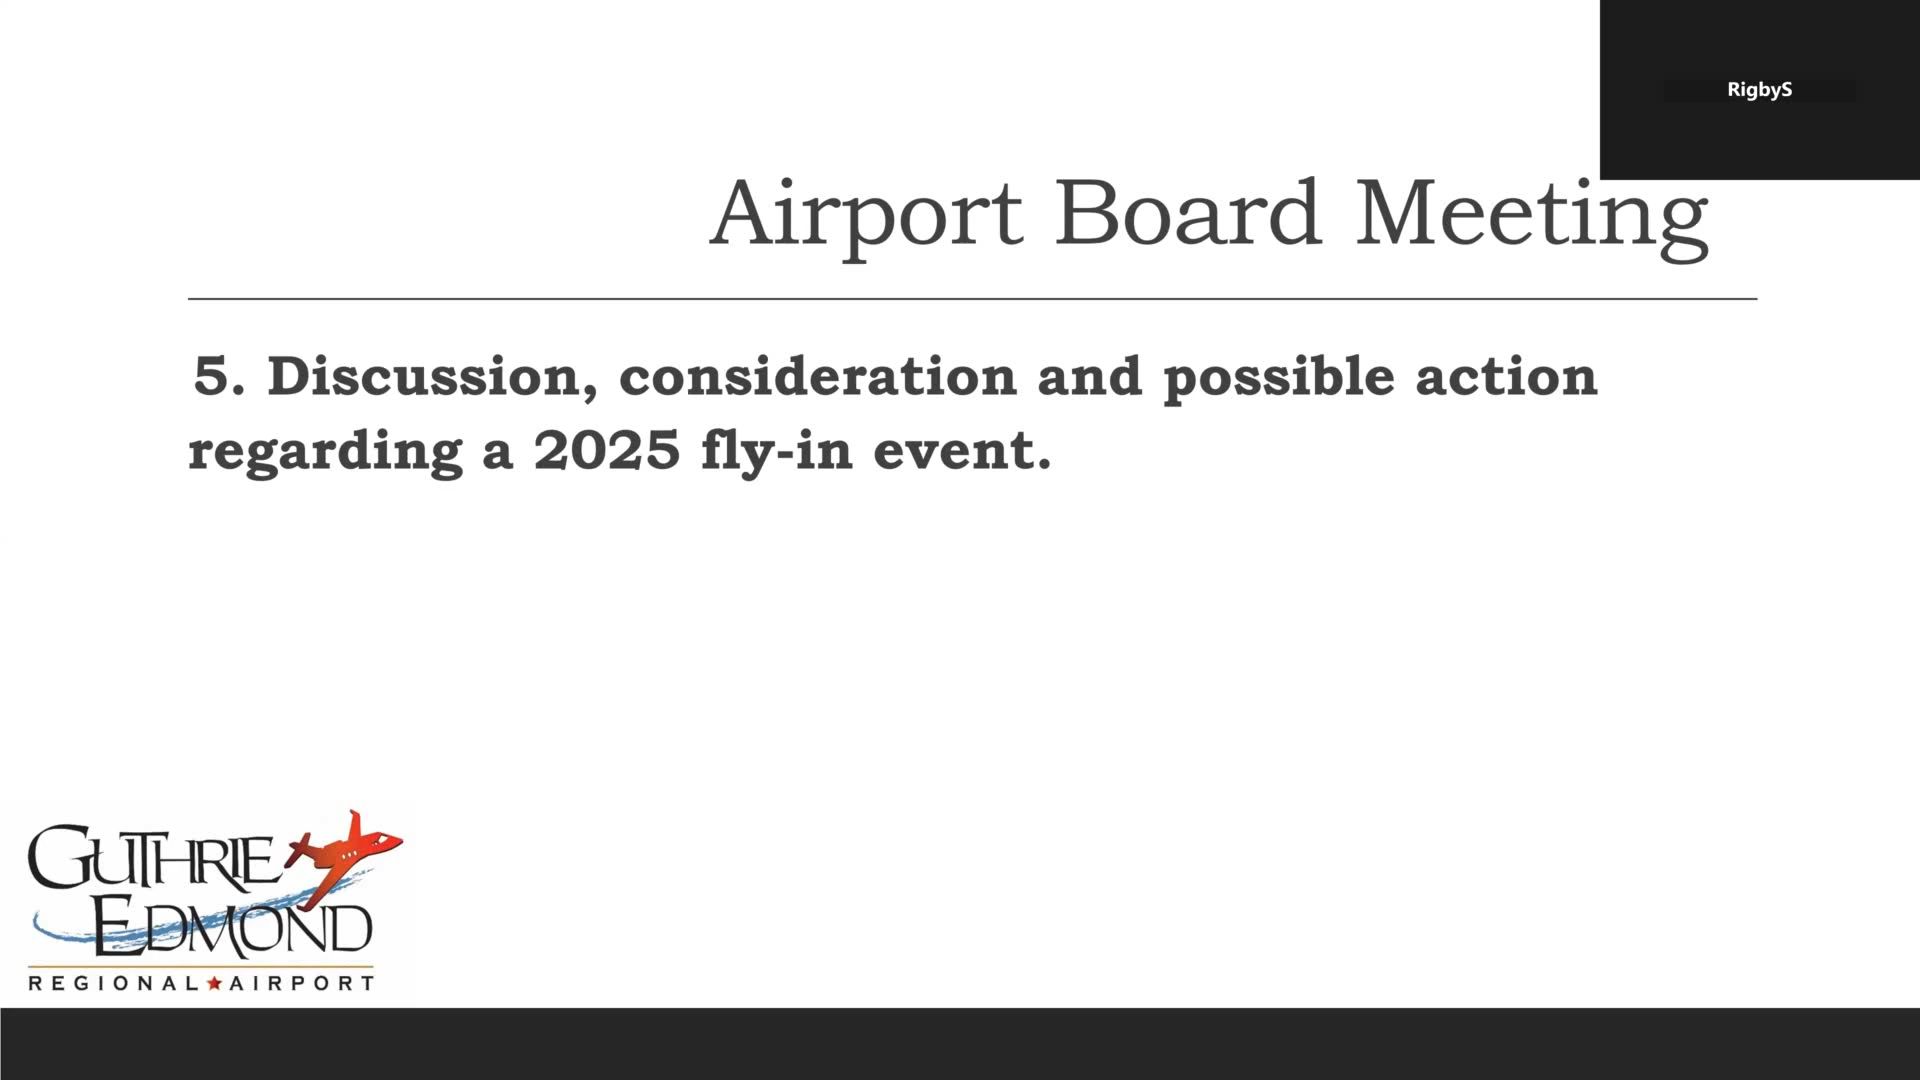 RigbyS
Airport Board Meeting
5. Discussion, consideration and possible action
regarding a 2025 fly-in event.
GUTHRIE
EDMOND
REGIONAL★AIRPORT